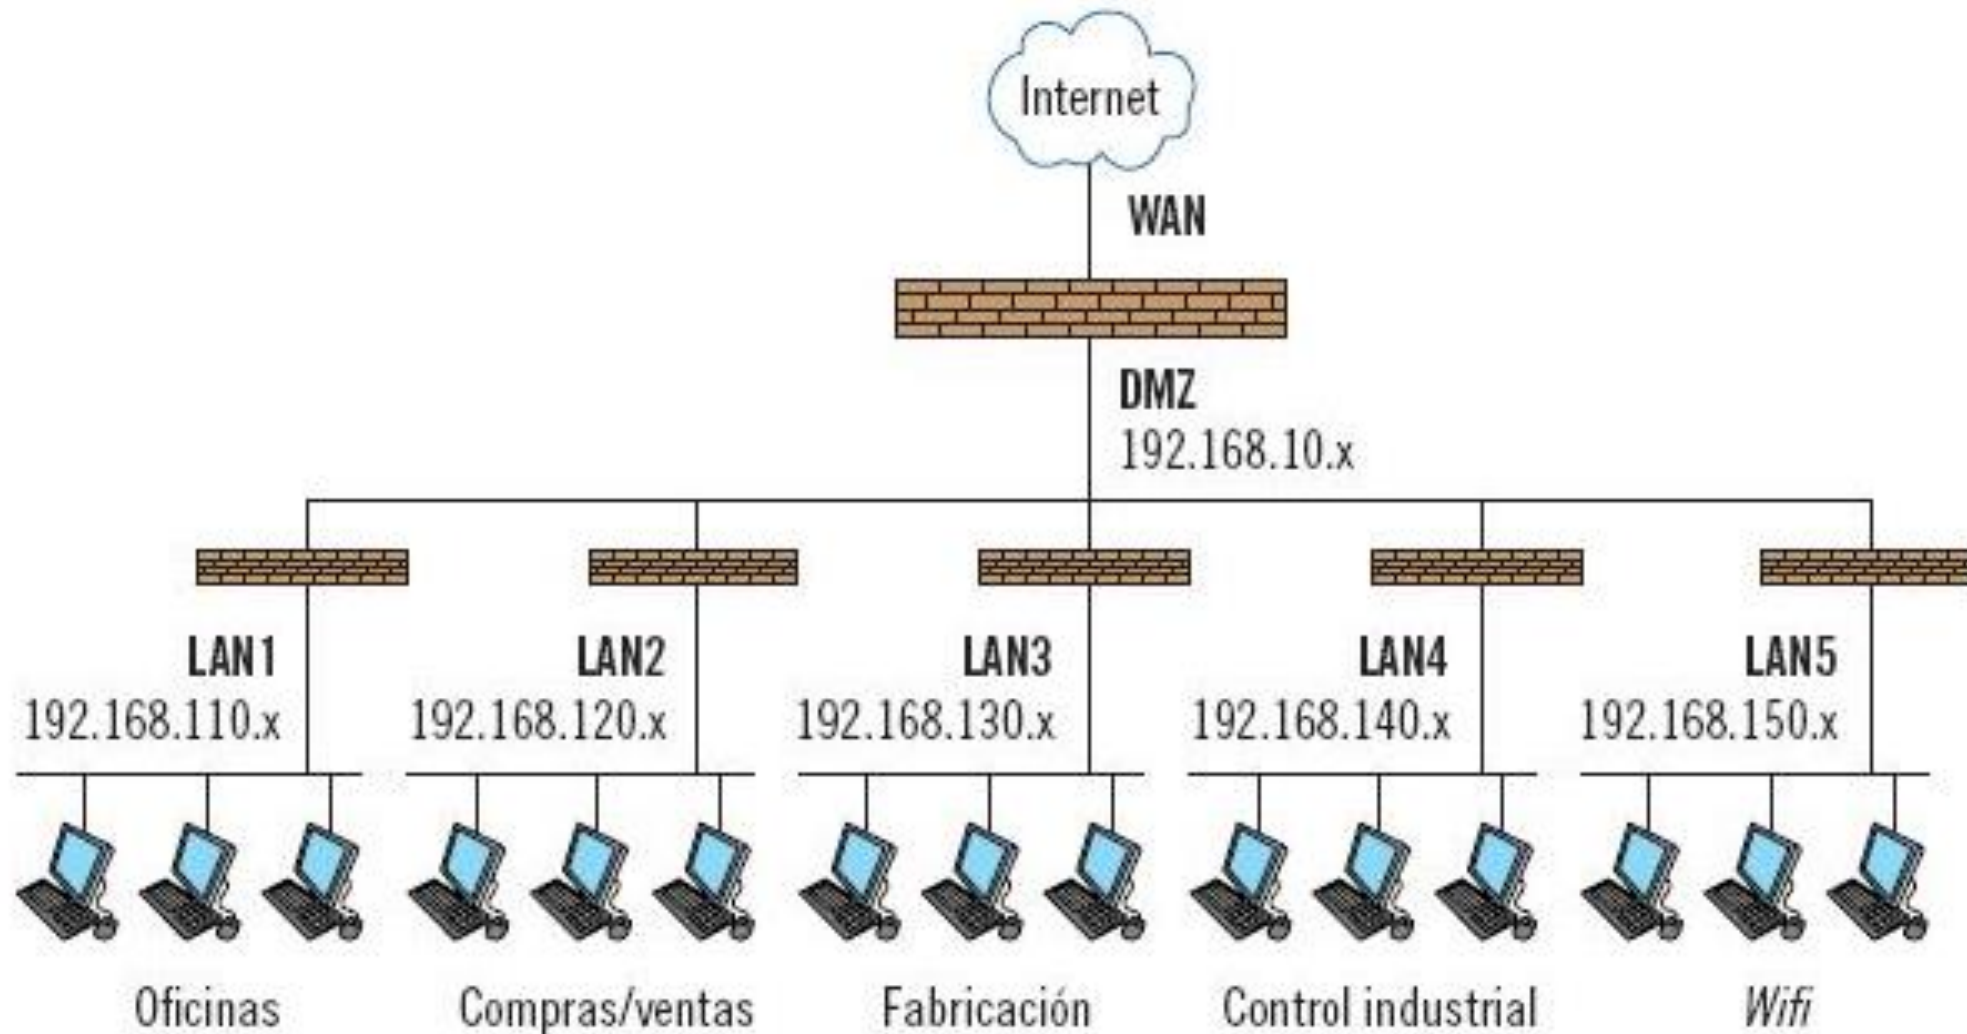 Internet
WAN
DMZ
192.168.10.x
LAN1
192.168.110.x
LAN2
192.168.120.x
LAN3
192.168.130.x
LAN4
192.168.140.x
LAN5
192.168.150.x
Oficinas
Compras/ventas
Fabricación
Control industrial
Wifi